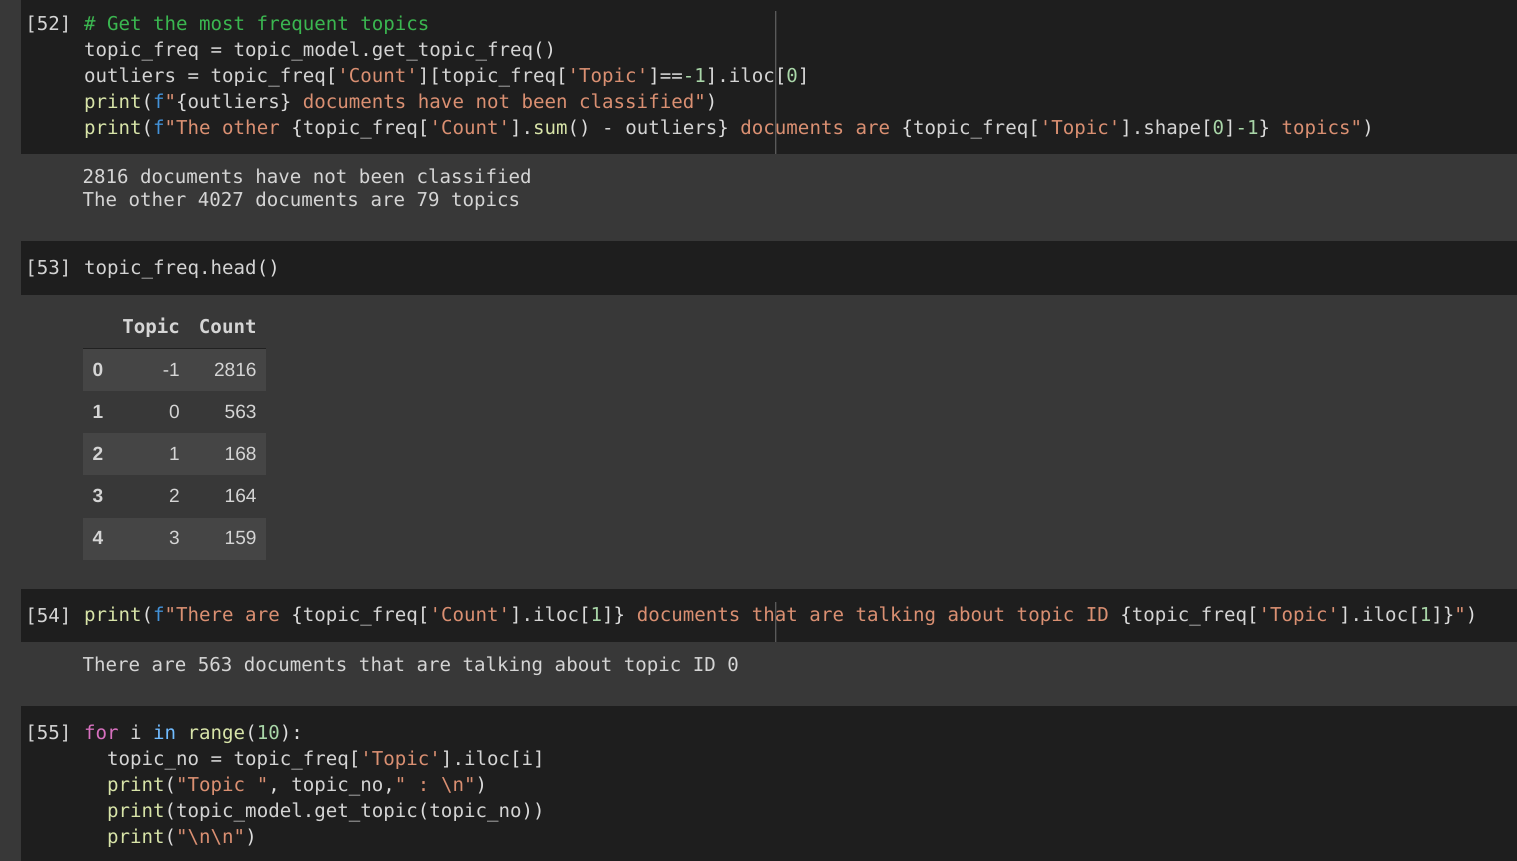 [52] # Get the most frequent topics
topic_freq = topic_model.get_topic_freq()
outliers = topic_freq['Count'][topic_freq['Topic']==-1].iloc[0]
print(f"{outliers} documents have not been classified")
print(f"The other {topic_freq['Count'].sum() - outliers} documents are {topic_freq['Topic'].shape[0]-1} topics")
2816 documents have not been classified
The other 4027 documents are 79 topics
[53] topic_freq.head()
Topic Count
0 -1 2816
1 0 563
2 1 168
3 2 164
4 3 159
[54] print(f"There are {topic_freq['Count'].iloc[1]} documents that are talking about topic ID {topic_freq['Topic'].iloc[1]}")
There are 563 documents that are talking about topic ID 0
[55] for i in range(10):
  topic_no = topic_freq['Topic'].iloc[i]
  print("Topic ", topic_no," : \n")
  print(topic_model.get_topic(topic_no))
  print("\n\n")